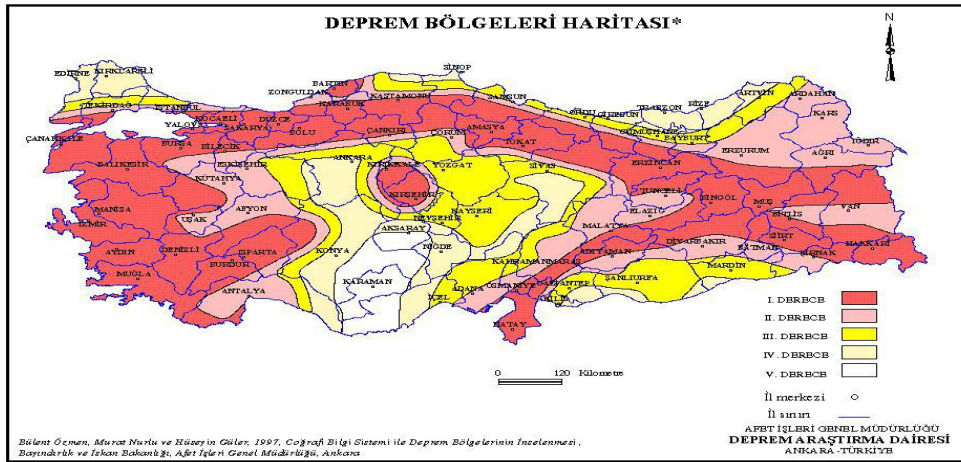 DEPREM BÖLGELERİ HARİTASI*
N
SİNOP
EDİRNE KIRKLARELİ
BARTIN
ZONGULDAK
KASTAMONU
SAMSUN
ARTVİN
ARDAHAN
TEKİRDAĞ
İSTANBUL
KARABÜK
ORDU
GİRESUN
TRABZON
RİZE
KARS
KOCAELİ
YALOVA
SAKARYA
DÜZCE
BOLU
ÇANKIRI
ÇORUM
AMASYA
TOKAT
GÜMÜŞHANE
BAYBURT
ÇANAKKALE
BURSA
BİLECİK
ERZURUM
IĞDIR
AĞRI
BALIKESİR
ESKİŞEHİR
ANKARA
KIRIKKALE
YOZGAT
SİVAS
ERZİNCAN
KÜTAHYA
KIRŞEHİR
TUNCELİ
BİNGÖL
MUŞ
VAN
MANİSA
UŞAK
AFYON
NEVŞEHİR
KAYSERİ
ELAZIĞ
BİTLİS
İZMİR
AKSARAY
MALATYA
SİİRT
AYDIN
DENİZLİ
ISPARTA
KONYA
NİĞDE
ADIYAMAN
DİYARBAKIR
BATMAN
HAKKARİ
BURDUR
KAHRAMANMARAŞ
MARDİN
ŞIRNAK
MUĞLA
ANTALYA
KARAMAN
İÇEL
ADANA
OSMANİYE
GAZİANTEP
ŞANLIURFA
KİLİS
HATAY
I. DERECE
II. DERECE
III. DERECE
IV. DERECE
V. DERECE
0 120 Kilometre
İl merkezi
İl sınırı
AFET İŞLERİ GENEL MÜDÜRLÜĞÜ
DEPREM ARAŞTIRMA DAİRESİ
ANKARA-TÜRKİYE
Bülent Özmen, Murat Nurlu ve Hüseyin Güler, 1997, Coğrafi Bilgi Sistemi ile Deprem Bölgelerinin İncelenmesi,
Bayındırlık ve İskan Bakanlığı, Afet İşleri Genel Müdürlüğü, Ankara